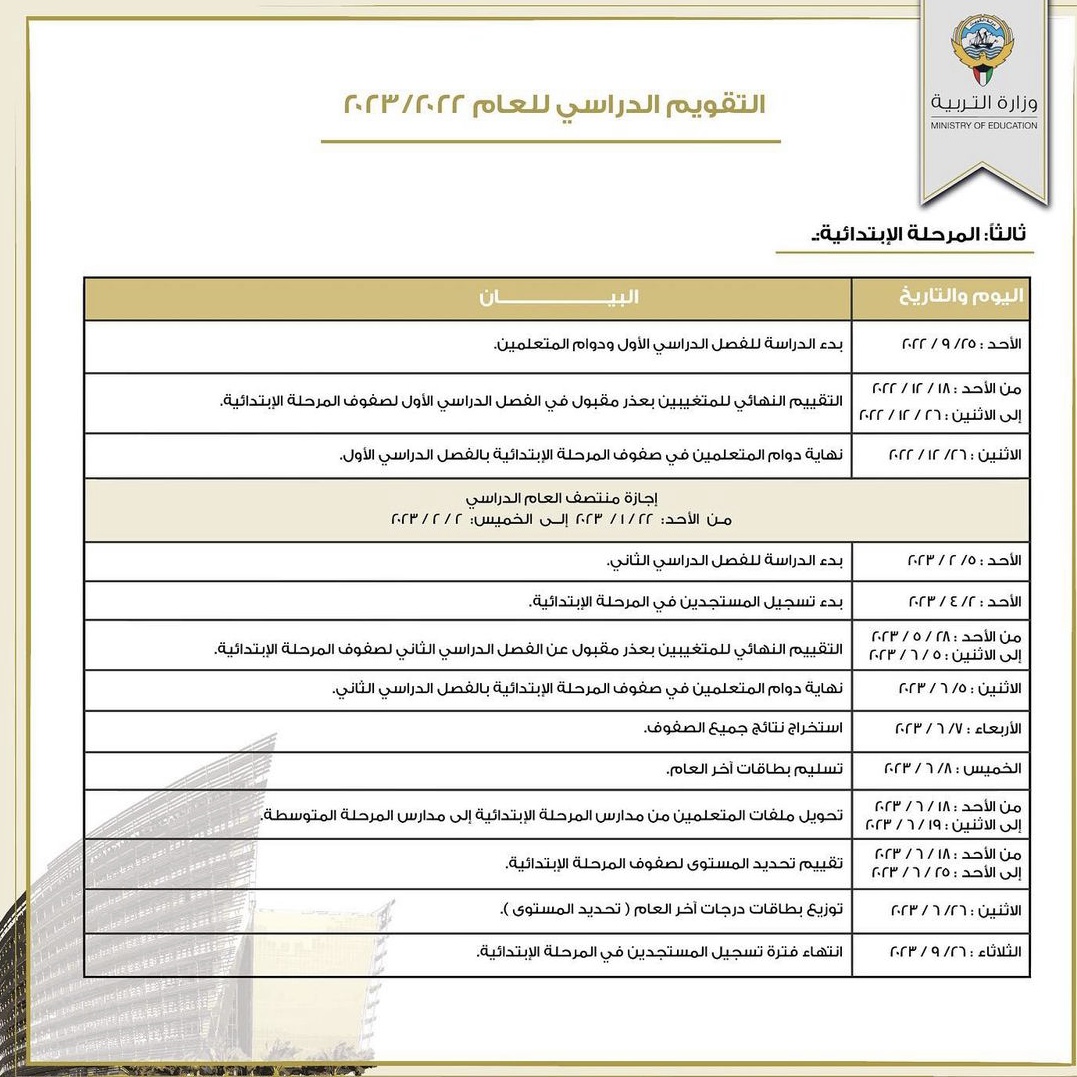 وزارة التربية
MINISTRY OF EDUCATION
التقويم الدراسي للعام ٢٠٢٣/٢٠٢٢
ثالثاً: المرحلة الإبتدائية:ـ
اليوم والتاريخ البيـــــــــان
الأحد : ٢٥/ ٩ / ٢٠٢٢ بدء الدراسة للفصل الدراسي الأول ودوام المتعلمين.
من الأحد : ١٨ / ١٢ / ٢٠٢٢
إلى الاثنين : ٢٦ / ١٢ / ٢٠٢٢
التقييم النهائي للمتغيبين بعذر مقبول في الفصل الدراسي الأول لصفوف المرحلة الإبتدائية.
الاثنين : ٢٦/ ١٢ / ٢٠٢٢ نهاية دوام المتعلمين في صفوف المرحلة الإبتدائية بالفصل الدراسي الأول.
إجازة منتصف العام الدراسي
مـن الأحد: ٢٢ / ١ / ٢٠٢٣ إلــى الخميس: ٢ / ٢ / ٢٠٢٣
الأحد : ٥/ ٢ / ٢٠٢٣ بدء الدراسة للفصل الدراسي الثاني.
الأحد : ٢/ ٤ / ٢٠٢٣ بدء تسجيل المستجدين في المرحلة الإبتدائية.
من الأحد : ٢٨ / ٥ / ٢٠٢٣
إلى الاثنين : ٥ / ٦ / ٢٠٢٣
التقييم النهائي للمتغيبين بعذر مقبول عن الفصل الدراسي الثاني لصفوف المرحلة الإبتدائية.
الاثنين : ٥/ ٦ / ٢٠٢٣ نهاية دوام المتعلمين في صفوف المرحلة الإبتدائية بالفصل الدراسي الثاني.
الأربعاء : ٧/ ٦ / ٢٠٢٣ استخراج نتائج جميع الصفوف.
الخميس : ٨/ ٦ / ٢٠٢٣ تسليم بطاقات آخر العام.
من الأحد : ١٨ / ٦ / ٢٠٢٣
إلى الاثنين : ١٩ / ٦ / ٢٠٢٣
تحويل ملفات المتعلمين من مدارس المرحلة الإبتدائية إلى مدارس المرحلة المتوسطة.
من الأحد : ١٨ / ٦ / ٢٠٢٣
إلى الأحد : ٢٥ / ٦ / ٢٠٢٣
تقييم تحديد المستوى لصفوف المرحلة الإبتدائية.
الاثنين : ٢٦/ ٦ / ٢٠٢٣ توزيع بطاقات درجات آخر العام ( تحديد المستوى ).
الثلاثاء : ٢٦/ ٩ / ٢٠٢٣ انتهاء فترة تسجيل المستجدين في المرحلة الإبتدائية.